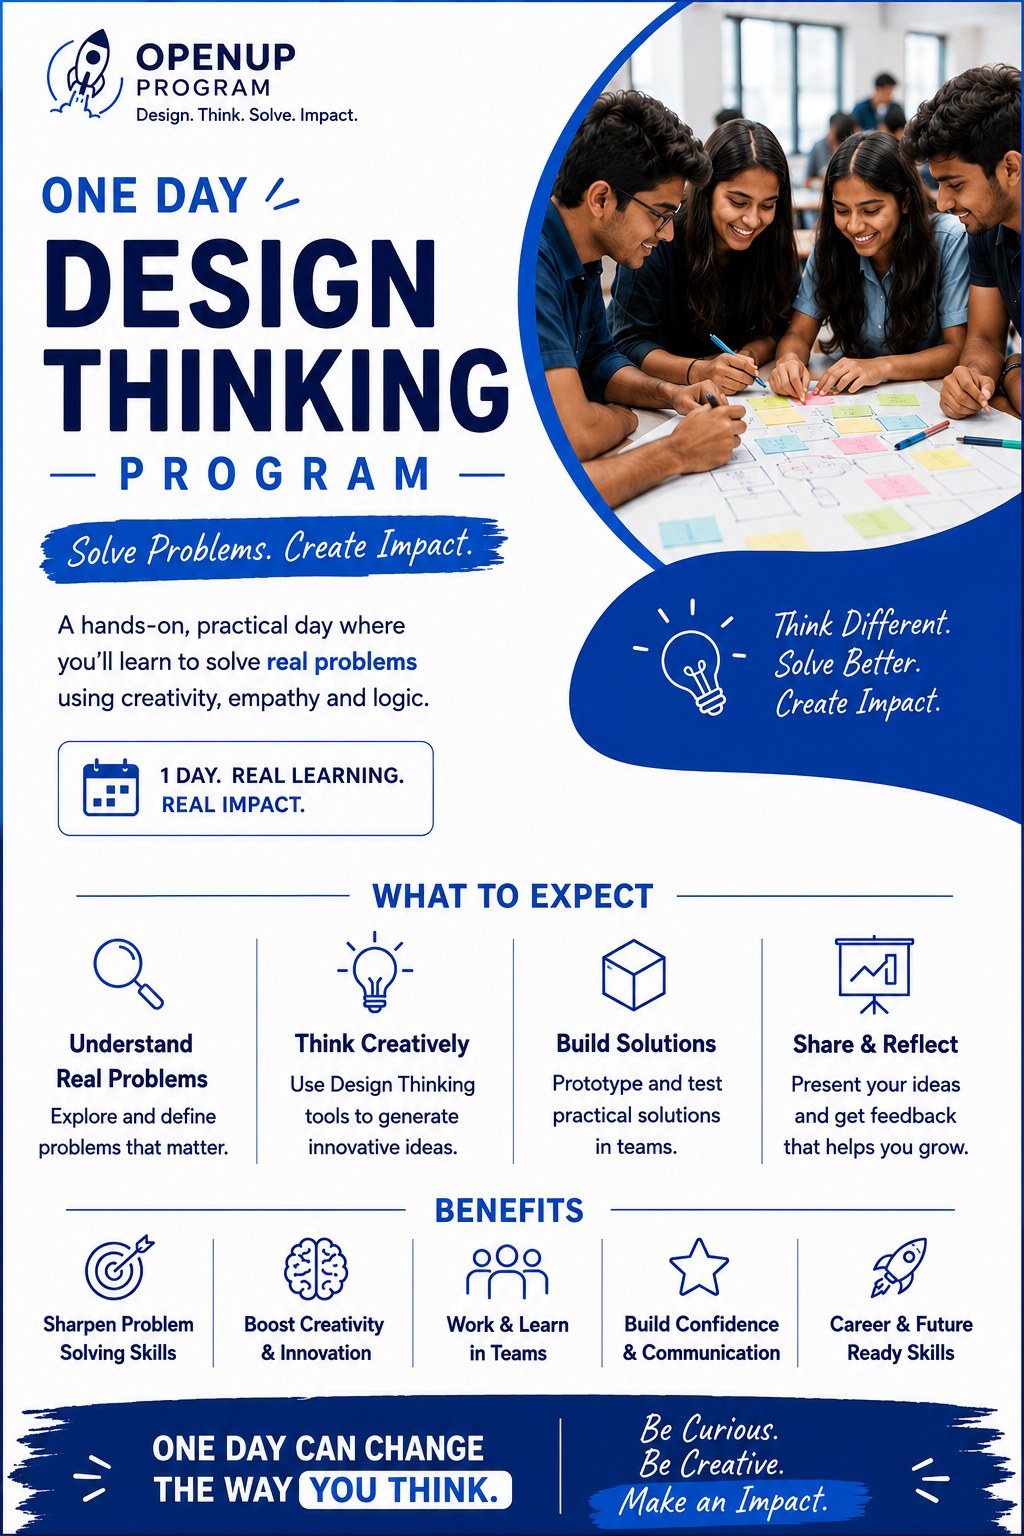 OPENUP
PROGRAM
Design. Think. Solve. Impact.
ONE DAY
DESIGN
THINKING
PROGRAM
Solve Problems. Create Impact.
A hands-on, practical day where
you'll learn to solve real problems
using creativity, empathy and logic.
1 DAY. REAL LEARNING.
REAL IMPACT.
Think Different.
Solve Better.
Create Impact.
WHAT TO EXPECT
Understand
Real Problems
Explore and define
problems that matter.
Think Creatively
Use Design Thinking
tools to generate
innovative ideas.
Build Solutions
Prototype and test
practical solutions
in teams.
Share & Reflect
Present your ideas
and get feedback
that helps you grow.
BENEFITS
Sharpen Problem
Solving Skills
Boost Creativity
& Innovation
Work & Learn
in Teams
Build Confidence
& Communication
Career & Future
Ready Skills
ONE DAY CAN CHANGE
THE WAY YOU THINK.
Be Curious.
Be Creative.
Make an Impact.